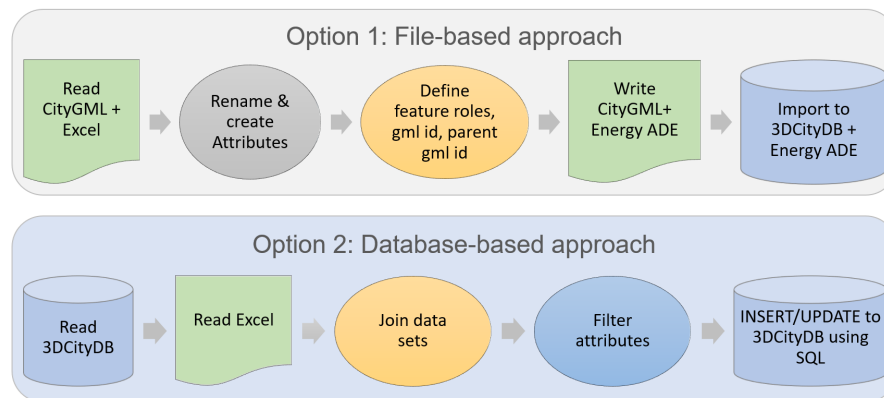 Option 1: File-based approach
Read
CityGML +
Excel
Rename &
create
Attributes
Define
feature roles,
gml id, parent
gml id
Write
CityGML+
Energy ADE
Import to
3DCityDB +
Energy ADE
Option 2: Database-based approach
Read
3DCityDB
Read Excel
Join data
sets
Filter
attributes
INSERT/UPDATE to
3DCityDB using
SQL